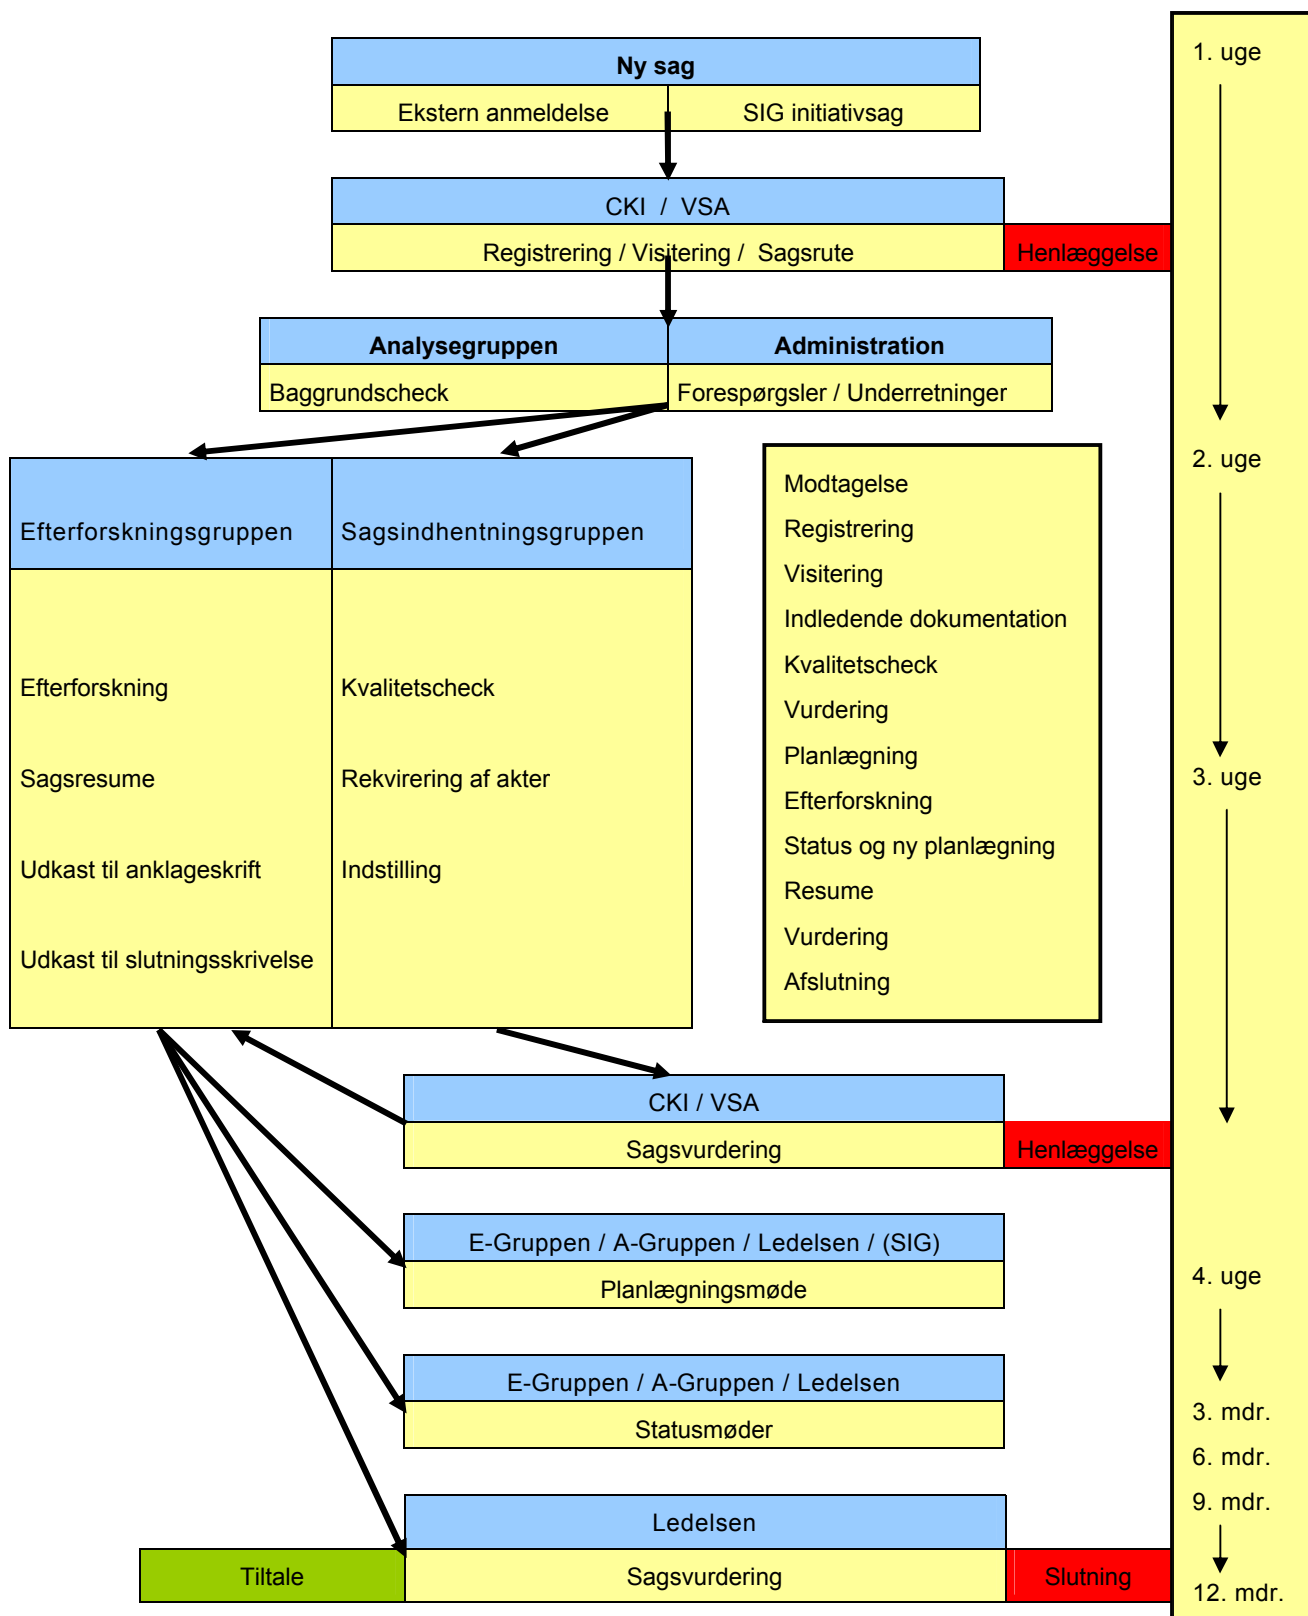 Ny sag
Ekstern anmeldelse
SIG initiativsag
CKI / VSA
Registrering / Visitering / Sagsrute
Henlæggelse
Analysegruppen
Administration
Baggrundscheck
Forespørgsler / Underretninger
Efterforskningsgruppen
Sagsindhentningsgruppen
Efterforskning
Kvalitetscheck
Sagsresume
Rekvirering af akter
Udkast til anklageskrift
Indstilling
Udkast til slutningsskrivelse
Modtagelse
Registrering
Visitering
Indledende dokumentation
Kvalitetscheck
Vurdering
Planlægning
Efterforskning
Status og ny planlægning
Resume
Vurdering
Afslutning
CKI / VSA
Sagsvurdering
Henlæggelse
E-Gruppen / A-Gruppen / Ledelsen / (SIG)
Planlægningsmøde
E-Gruppen / A-Gruppen / Ledelsen
Statusmøder
Ledelsen
Tiltale
Sagsvurdering
Slutning
1. uge
2. uge
3. uge
4. uge
3. mdr.
6. mdr.
9. mdr.
12. mdr.